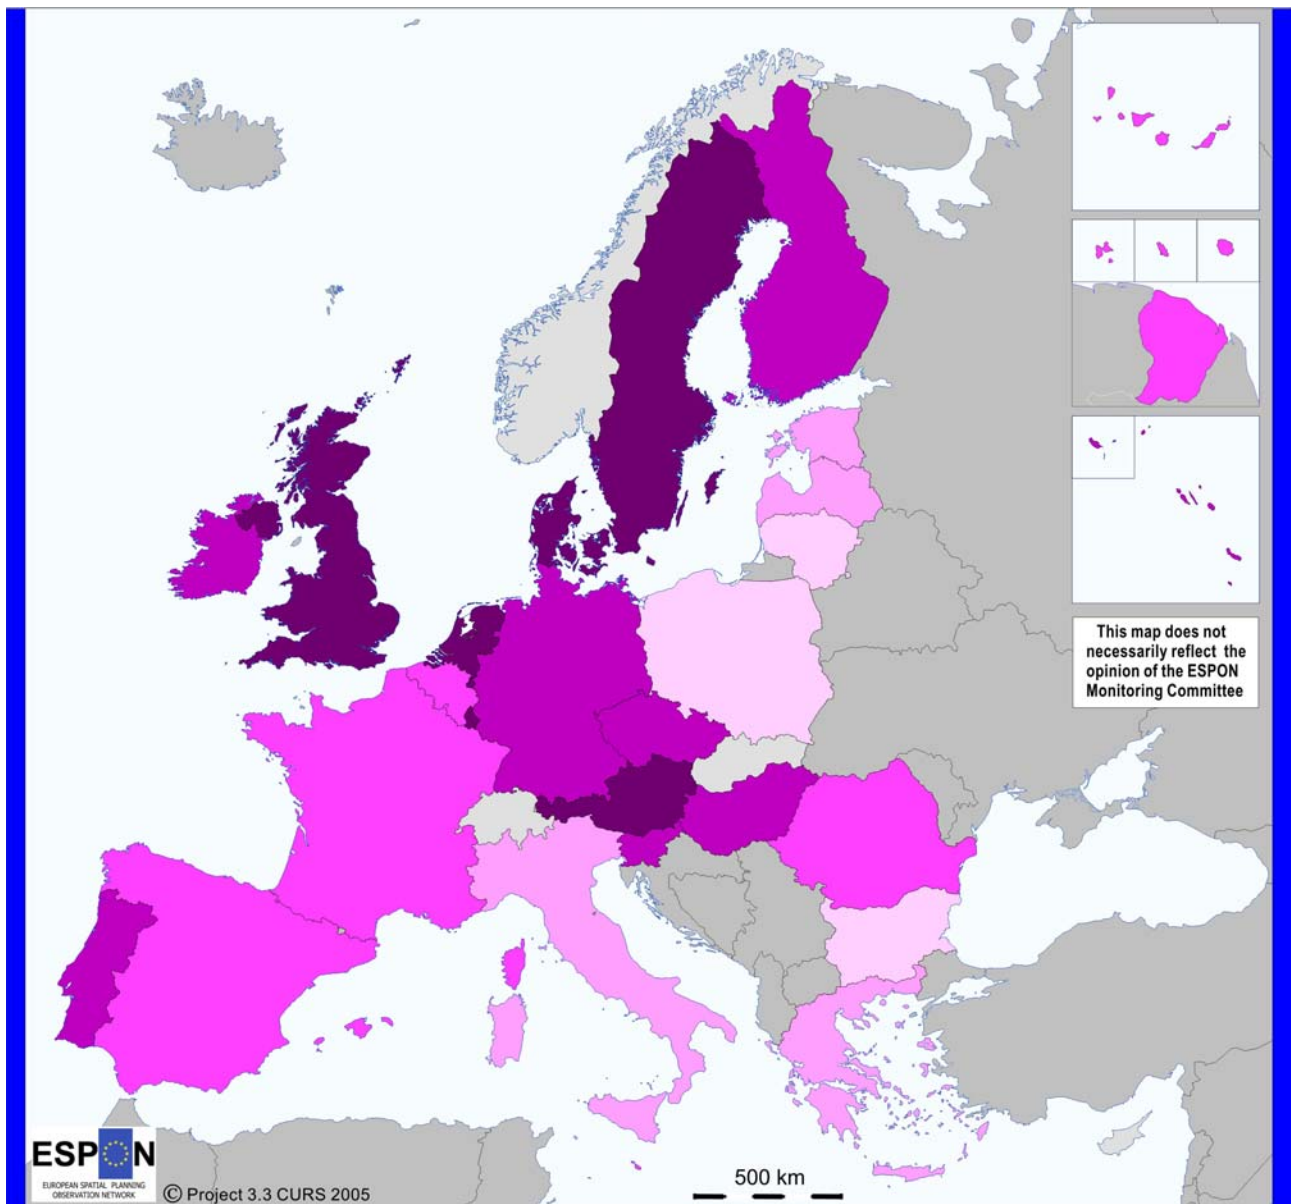 This map does not
necessarily reflect the
opinion of the ESPON
Monitoring Committee
ESPON
EUROPEAN SPATIAL PLANNING
OBSERVATION NETWORK
© Project 3.3 CURS 2005
500 km